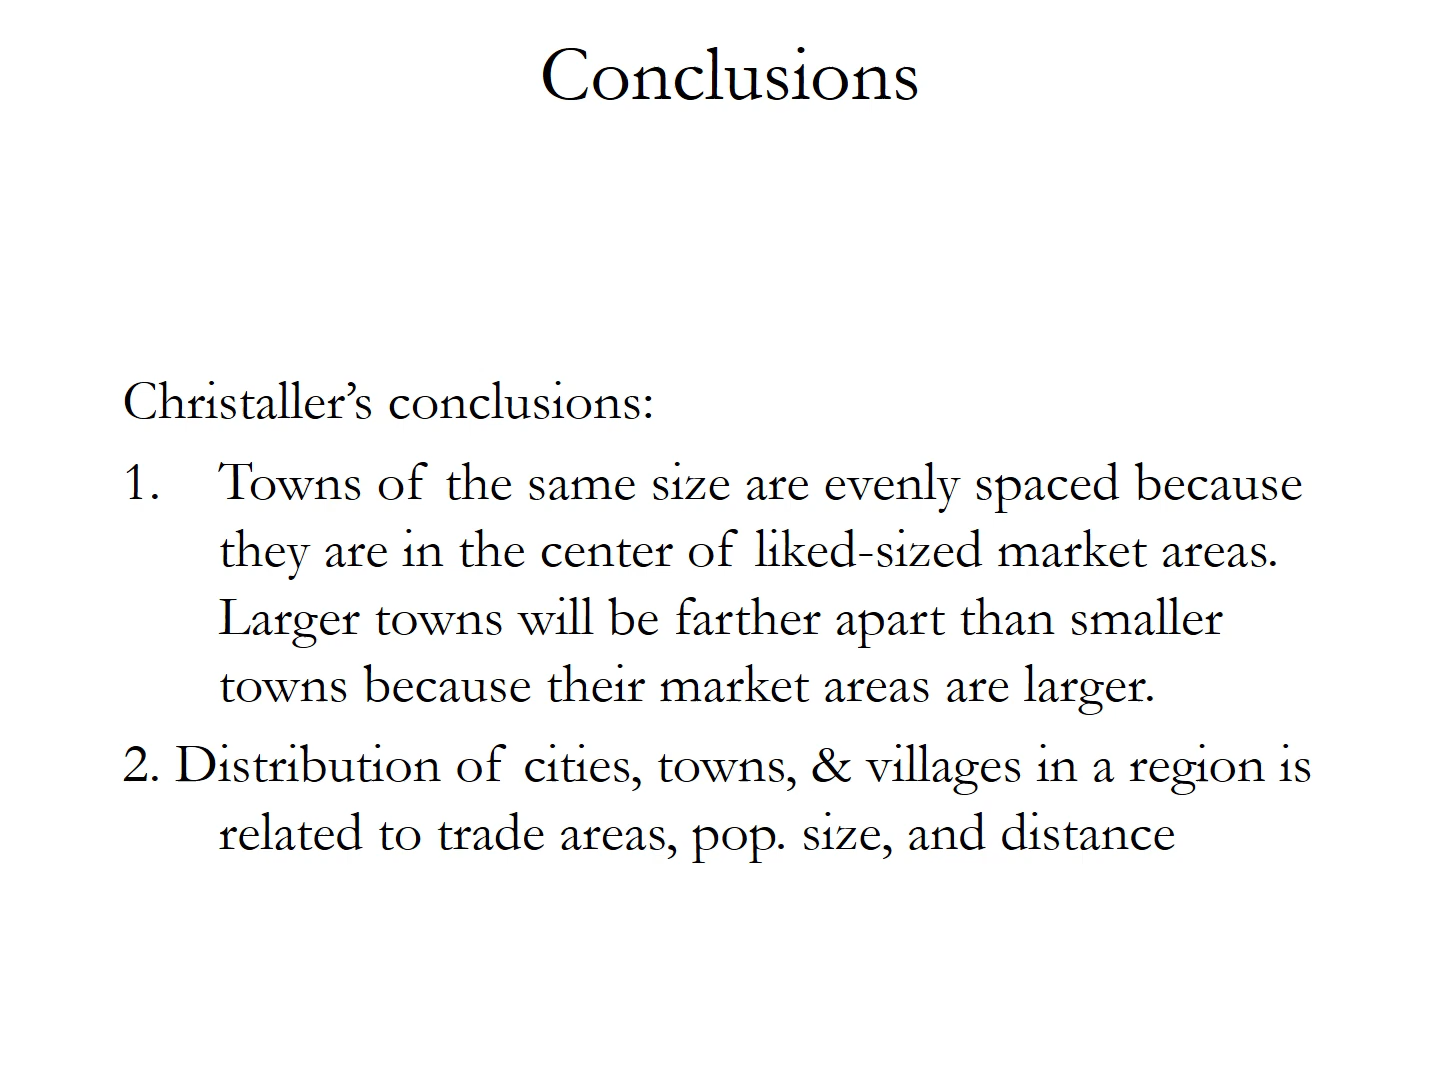 Conclusions
Christaller’s conclusions:
1. Towns of the same size are evenly spaced because
they are in the center of liked-sized market areas.
Larger towns will be farther apart than smaller
towns because their market areas are larger.
2. Distribution of cities, towns, & villages in a region is
related to trade areas, pop. size, and distance